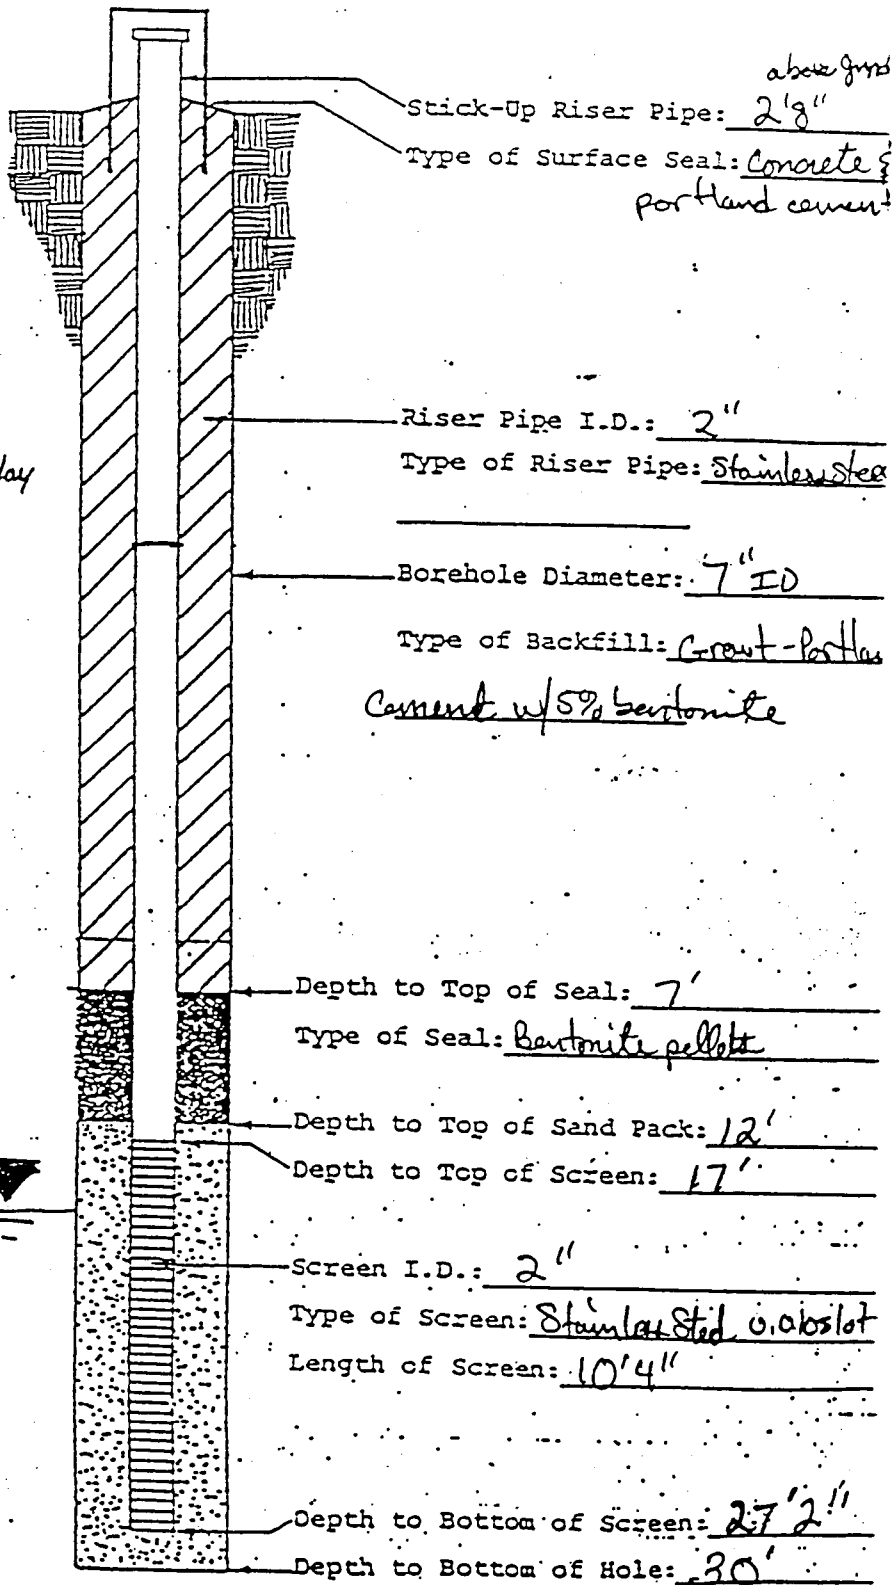 above
Stick-Up Riser Pipe: 2'8"
Type of Surface Seal: Concrete &
portland cement
Riser Pipe I.D.: 2"
Type of Riser Pipe: Stainless Stee
Borehole Diameter: 7" ID
Type of Backfill: Grout-Portlan
Cement w/ 5% bentonite
Depth to Top of Seal: 7'
Type of Seal: Bentonite pellets
Depth to Top of Sand Pack: 12'
Depth to Top of Screen: 17'
Screen I.D.: 2"
Type of Screen: Stainless Steel
Length of Screen: 10'4"
Depth to Bottom of Screen: 27'2"
Depth to Bottom of Hole: 30'